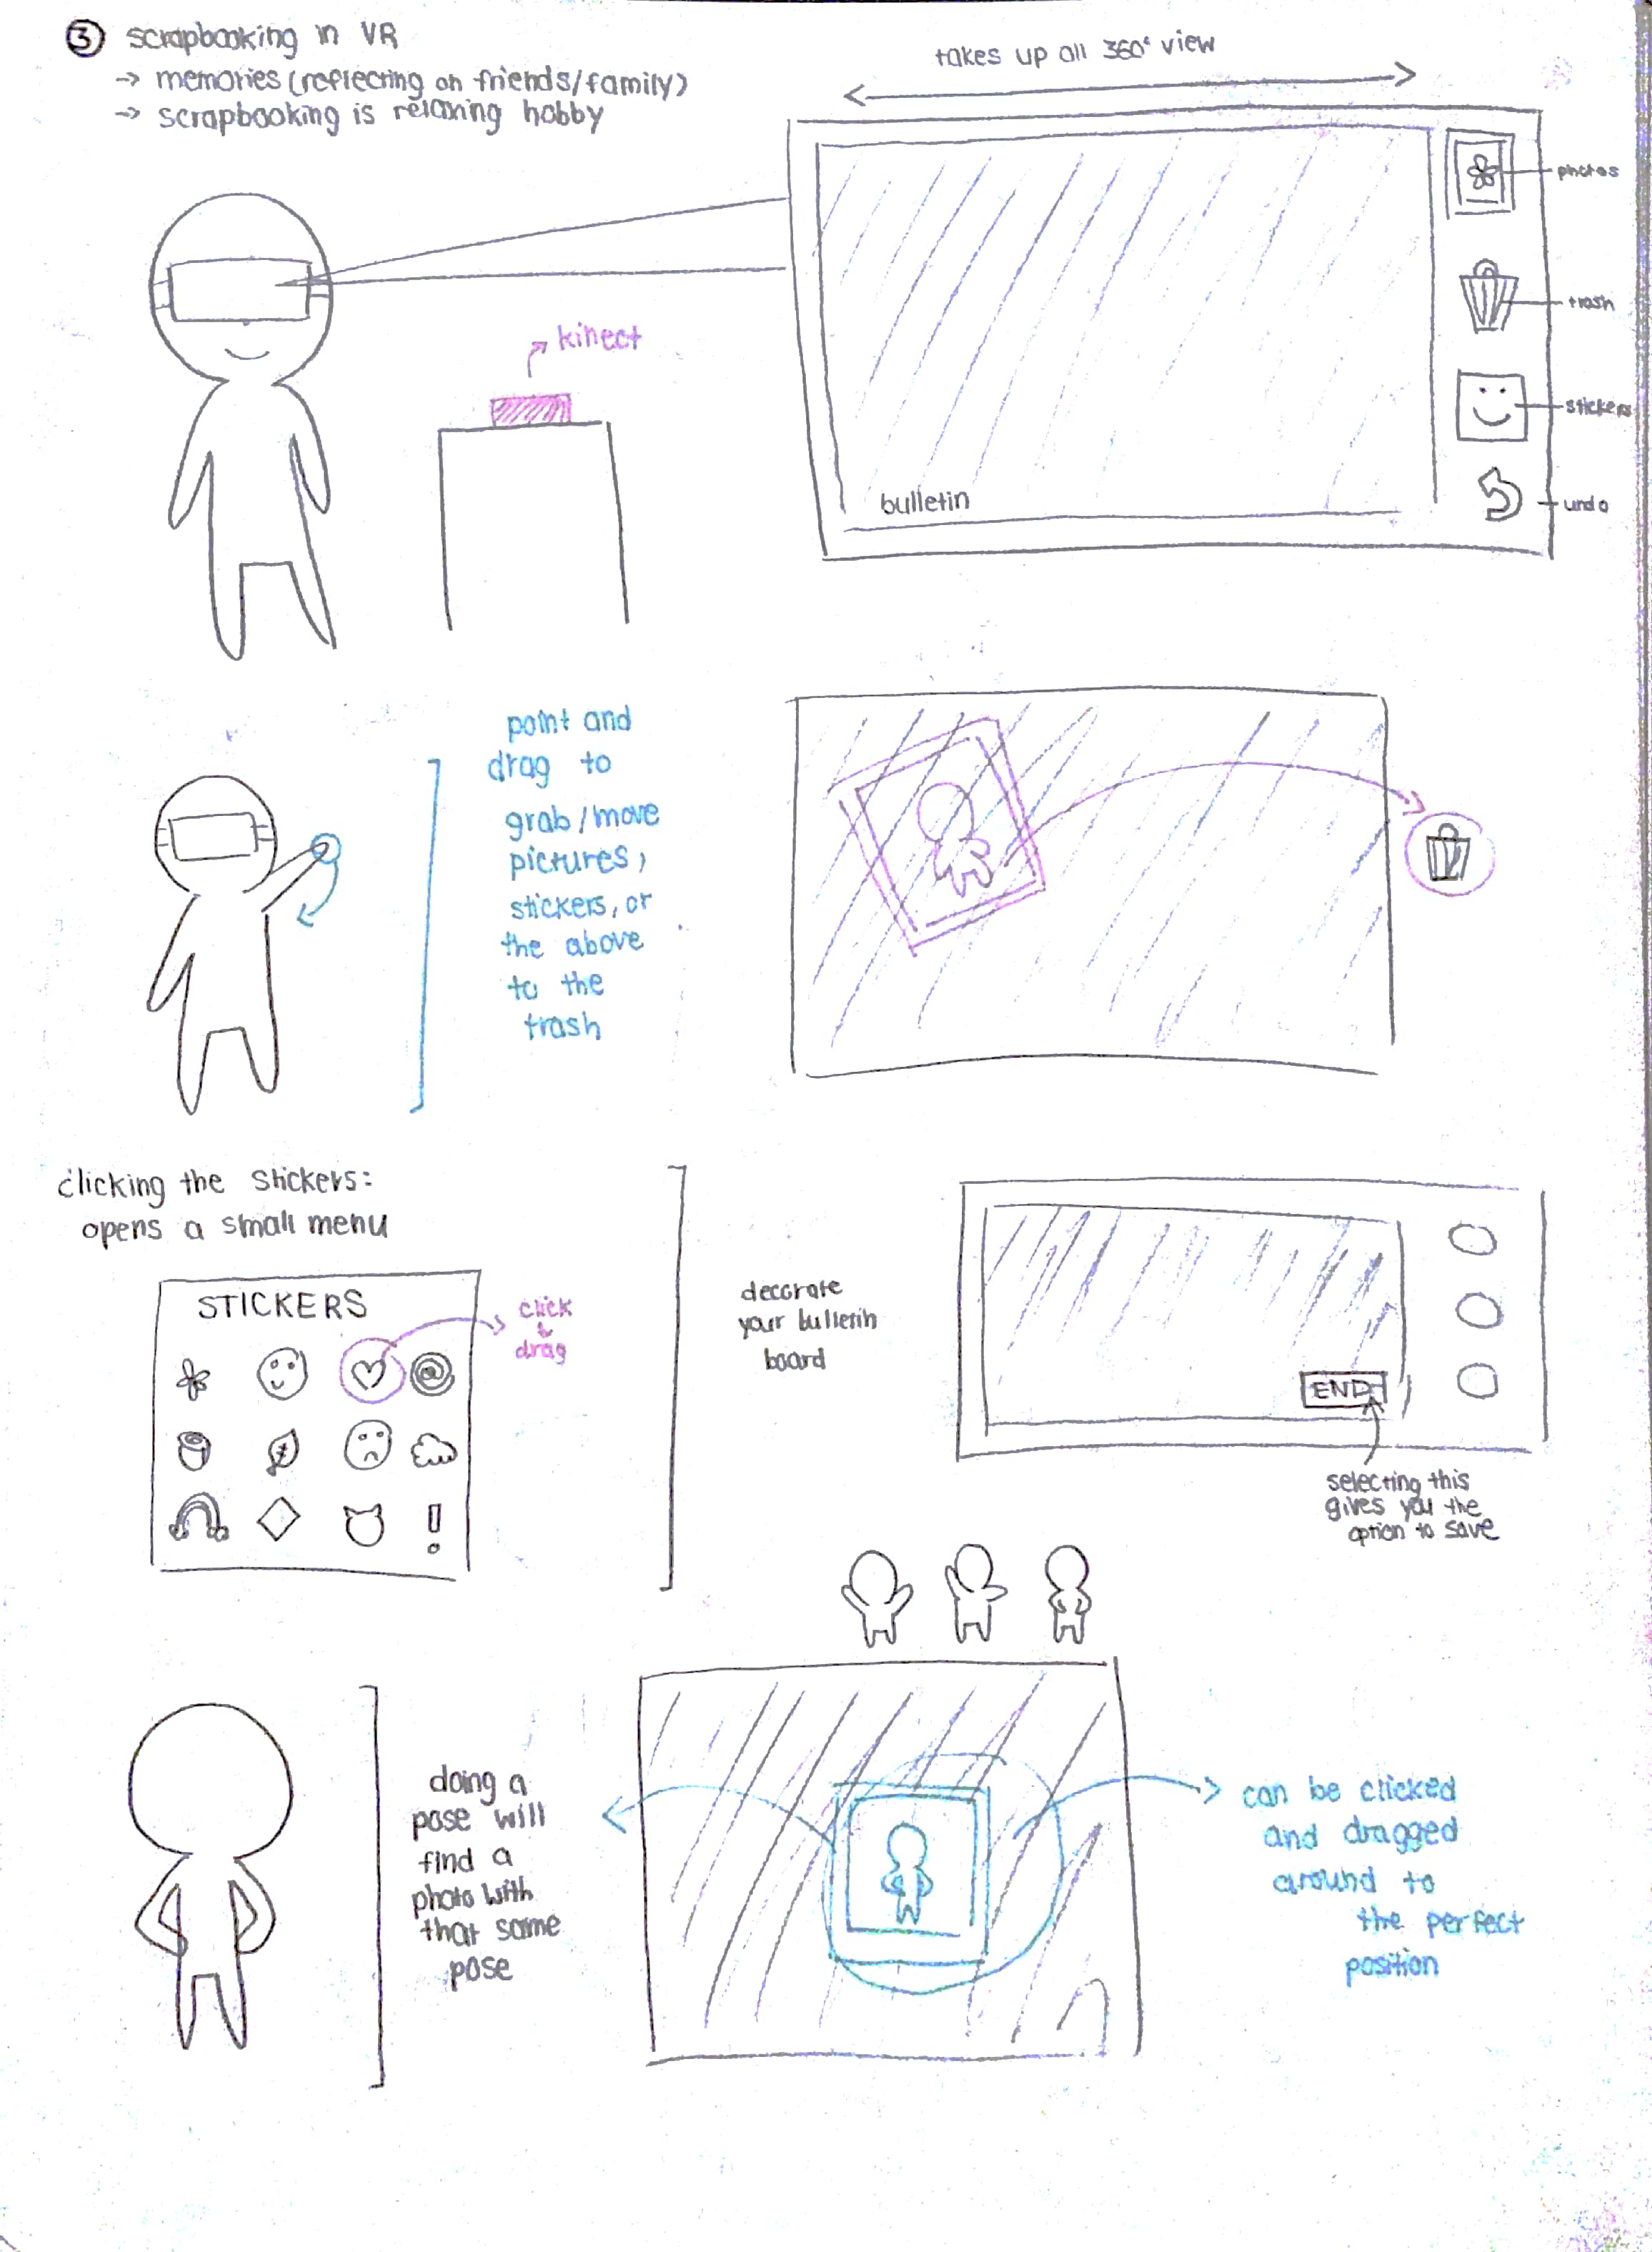 ③ scrapbooking in VR
→ memories (reflecting on friends/family)
→ scrapbooking is relaxing hobby
takes up all 360° view
photos
trash
stickers
undo
bulletin
kinect
point and
drag to
grab/move
pictures,
stickers, or
the above
to the
trash
clicking the stickers:
opens a small menu
STICKERS
click
&
drag
decorate
your bulletin
board
END
selecting this
gives you the
option to save
doing a
pose will
find a
photo with
that same
pose
can be clicked
and dragged
around to
the perfect
position